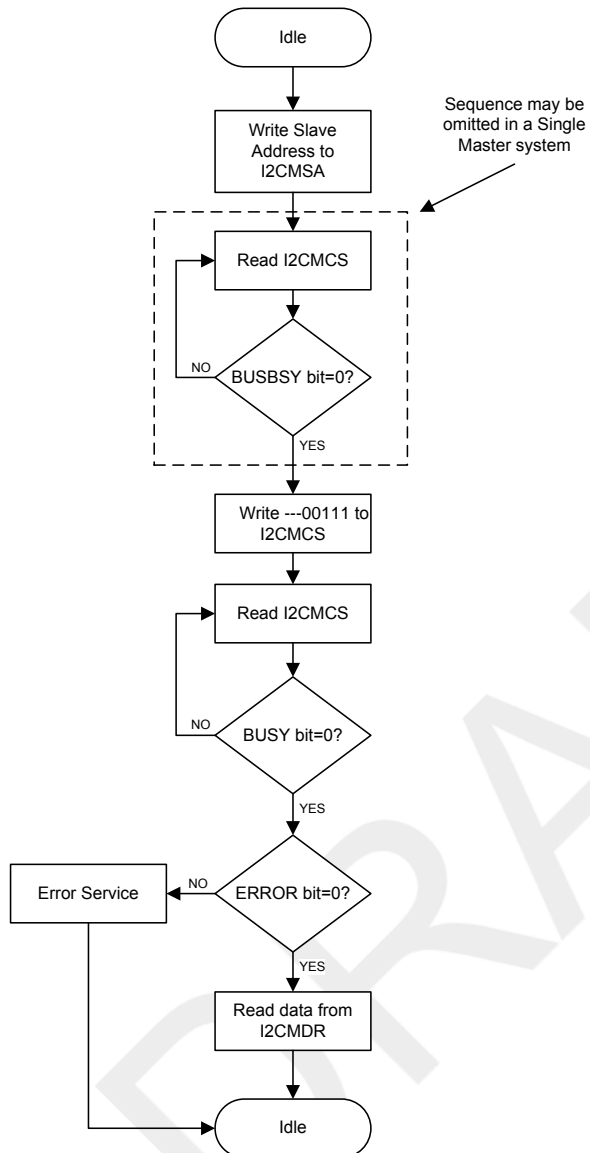 Idle
Sequence may be
omitted in a Single
Master system
Write Slave
Address to
I2CMSA
Read I2CMCS
BUSBSY bit=0?
NO
YES
Write ---00111 to
I2CMCS
Read I2CMCS
BUSY bit=0?
NO
YES
Error Service
NO
ERROR bit=0?
YES
Read data from
I2CMDR
Idle
DRA